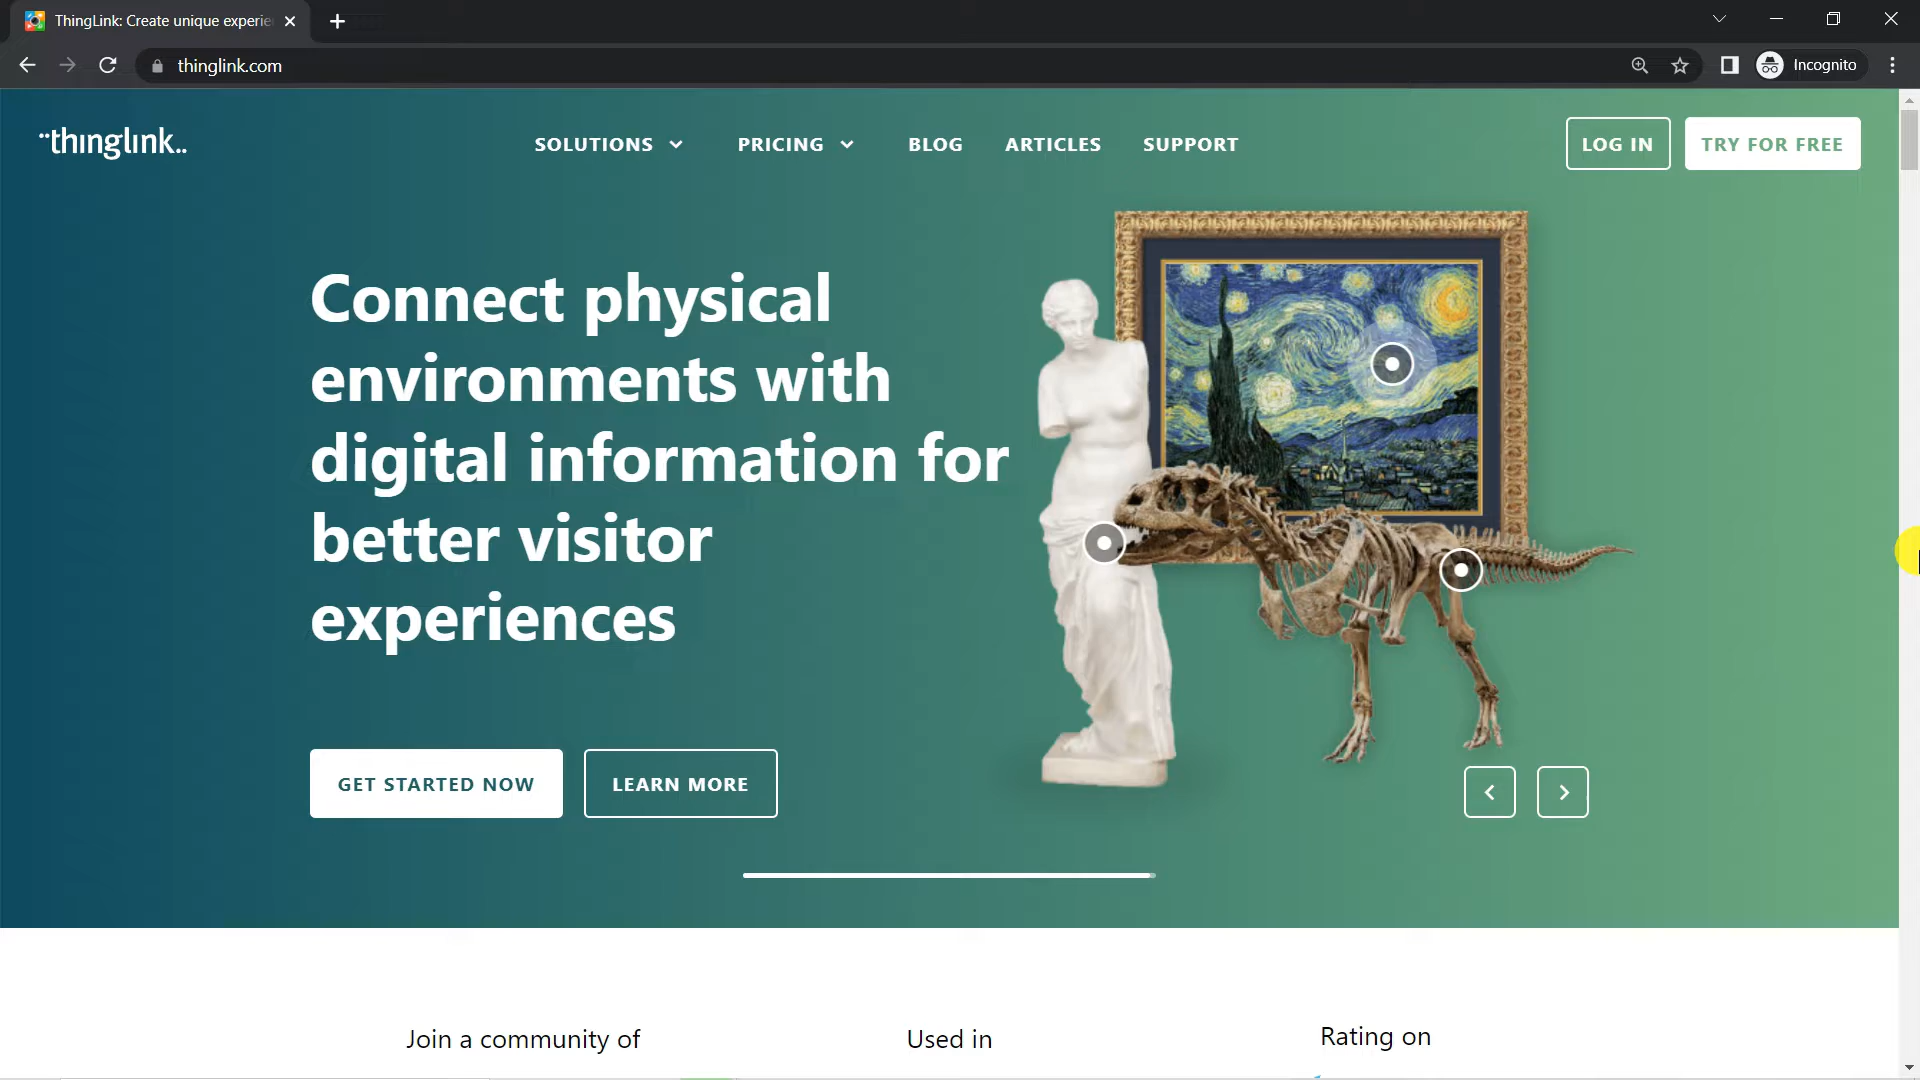 ThingLink: Create unique experie
thinglink.com
Incognito
thinglink..
SOLUTIONS
PRICING
BLOG
ARTICLES
SUPPORT
LOG IN
TRY FOR FREE
Connect physical
environments with
digital information for
better visitor
experiences
GET STARTED NOW
LEARN MORE
Join a community of
Used in
Rating on